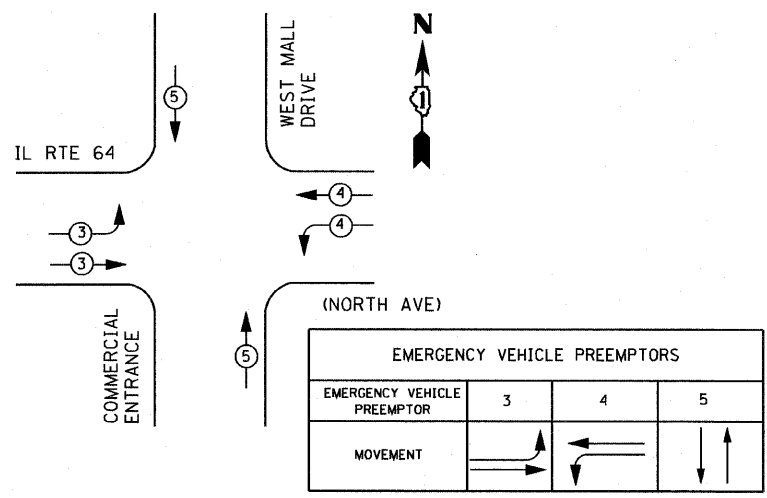 N
5
WEST MALL
DRIVE
1
IL RTE 64
4
3
4
3
(NORTH AVE)
COMMERCIAL
ENTRANCE
5
EMERGENCY VEHICLE PREEMPTORS
EMERGENCY VEHICLE
PREEMPTOR
3
4
5
MOVEMENT